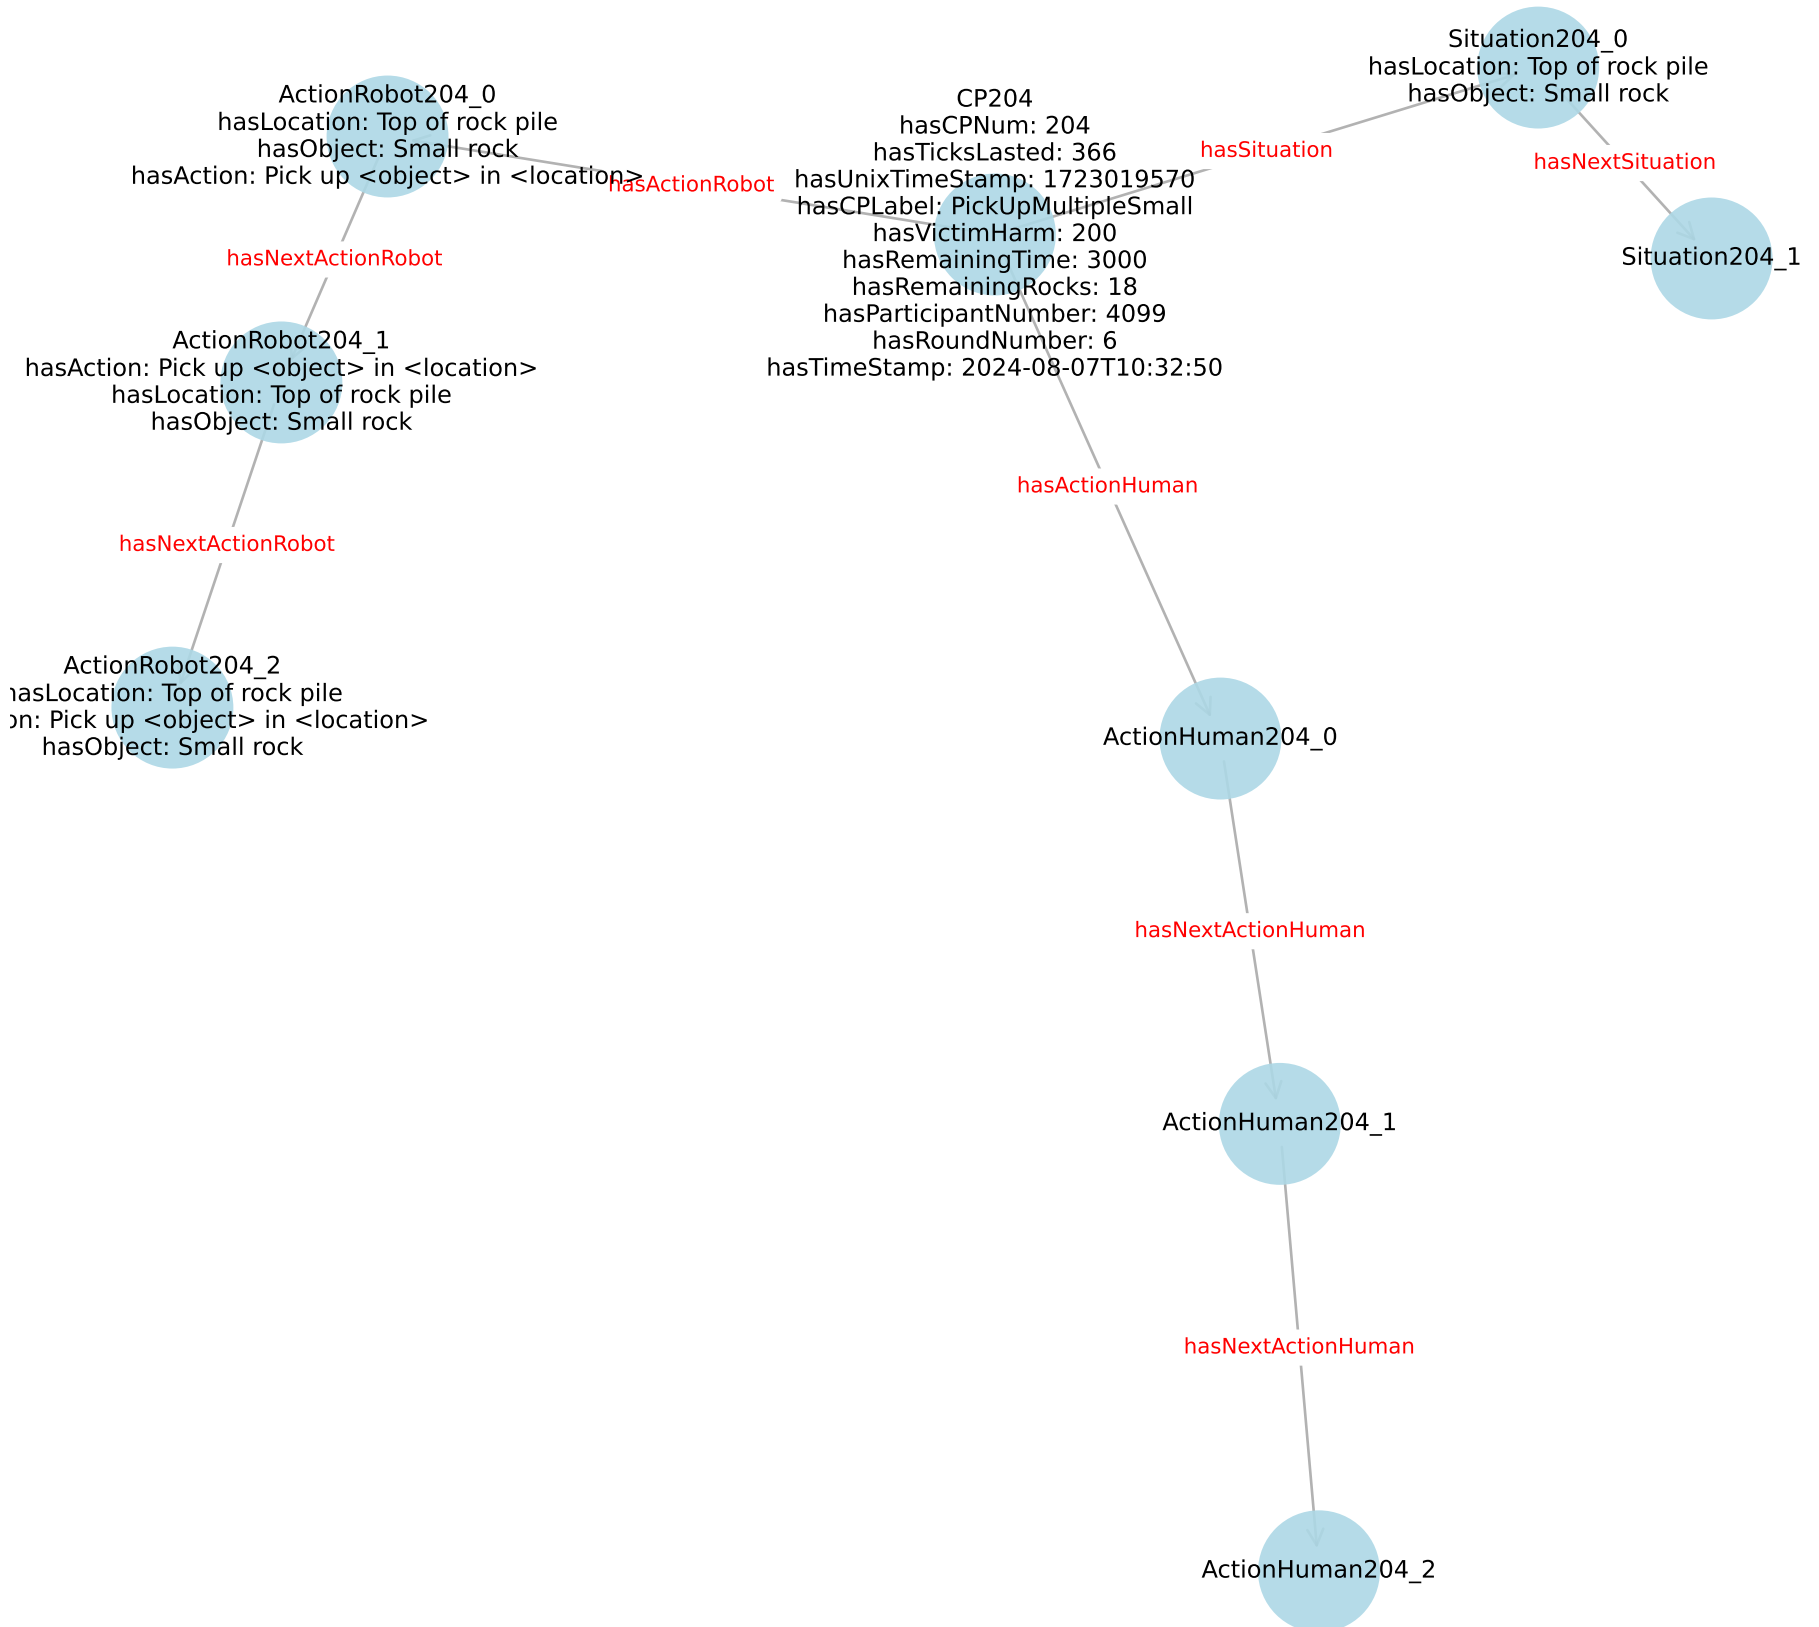 Situation204_0
hasLocation: Top of rock pile
hasObject: Small rock
ActionRobot204_0
hasLocation: Top of rock pile
hasObject: Small rock
hasAction: Pick up <object> in <location>
hasActionRobot
CP204
hasCPNum: 204
hasTicksLasted: 366
hasUnixTimeStamp: 1723019570
hasCPLabel: PickUpMultipleSmall
hasVictimHarm: 200
hasRemainingTime: 3000
hasRemainingRocks: 18
hasParticipantNumber: 4099
hasRoundNumber: 6
hasTimeStamp: 2024-08-07T10:32:50
hasSituation
hasNextSituation
Situation204_1
hasNextActionRobot
ActionRobot204_1
hasAction: Pick up <object> in <location>
hasLocation: Top of rock pile
hasObject: Small rock
hasActionHuman
hasNextActionRobot
ActionRobot204_2
hasLocation: Top of rock pile
on: Pick up <object> in <location>
hasObject: Small rock
ActionHuman204_0
hasNextActionHuman
ActionHuman204_1
hasNextActionHuman
ActionHuman204_2